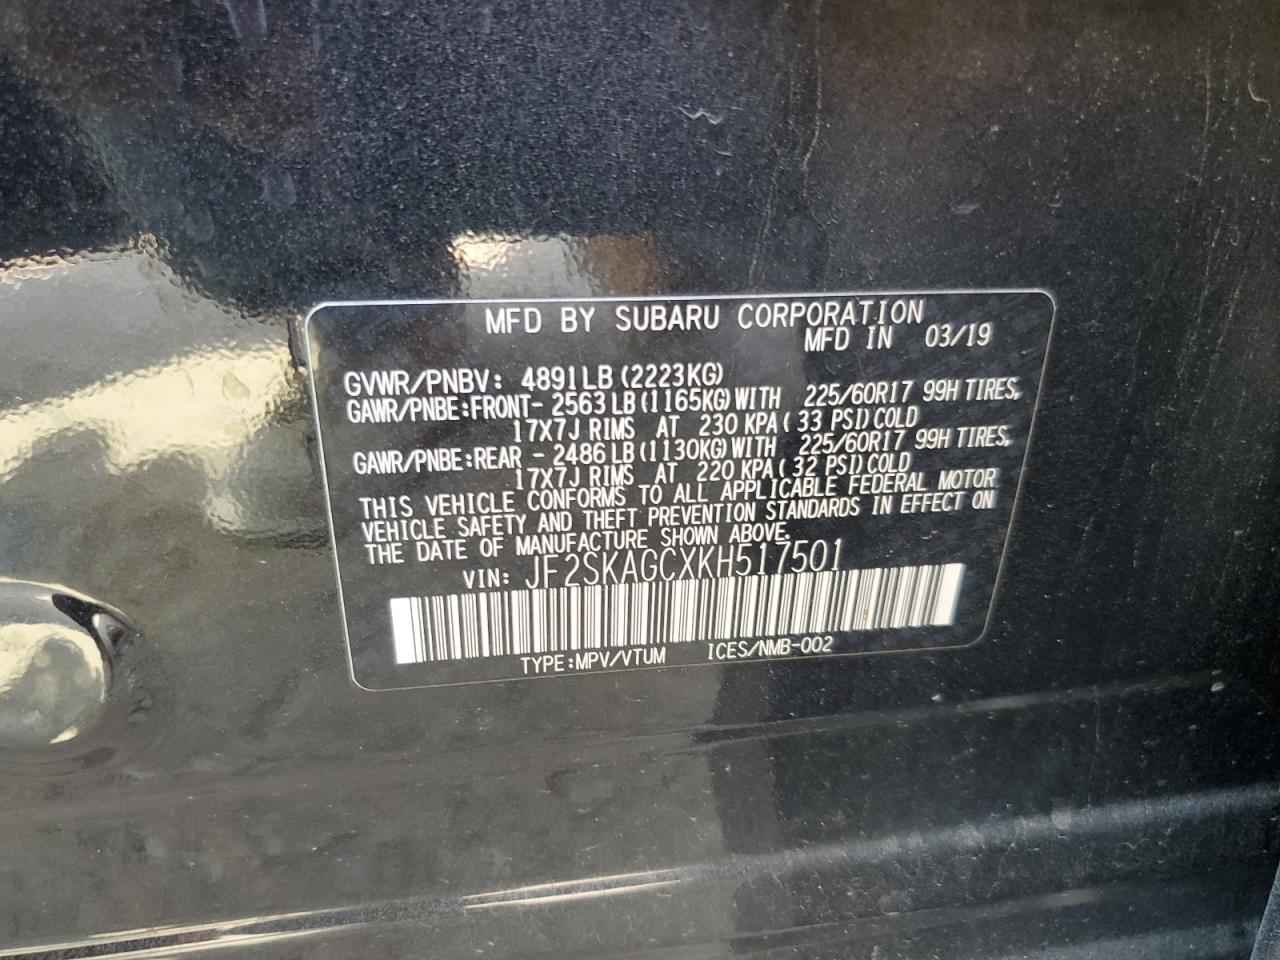 MFD BY SUBARU CORPORATION
MFD IN 03/19
GVWR/PNBV: 4891LB (2223KG)
GAWR/PNBE:FRONT- 2563 LB (1165KG) WITH 225/60R17 99H TIRES,
17X7J RIMS AT 230 KPA ( 33 PSI) COLD
GAWR/PNBE:REAR - 2486 LB (1130KG) WITH 225/60R17 99H TIRES,
17X7J RIMS AT 220 KPA ( 32 PSI) COLD
THIS VEHICLE CONFORMS TO ALL APPLICABLE FEDERAL MOTOR
VEHICLE SAFETY AND THEFT PREVENTION STANDARDS IN EFFECT ON
THE DATE OF MANUFACTURE SHOWN ABOVE.
VIN: JF2SKAGCXKH517501
TYPE:MPV/VTUM ICES/NMB-002